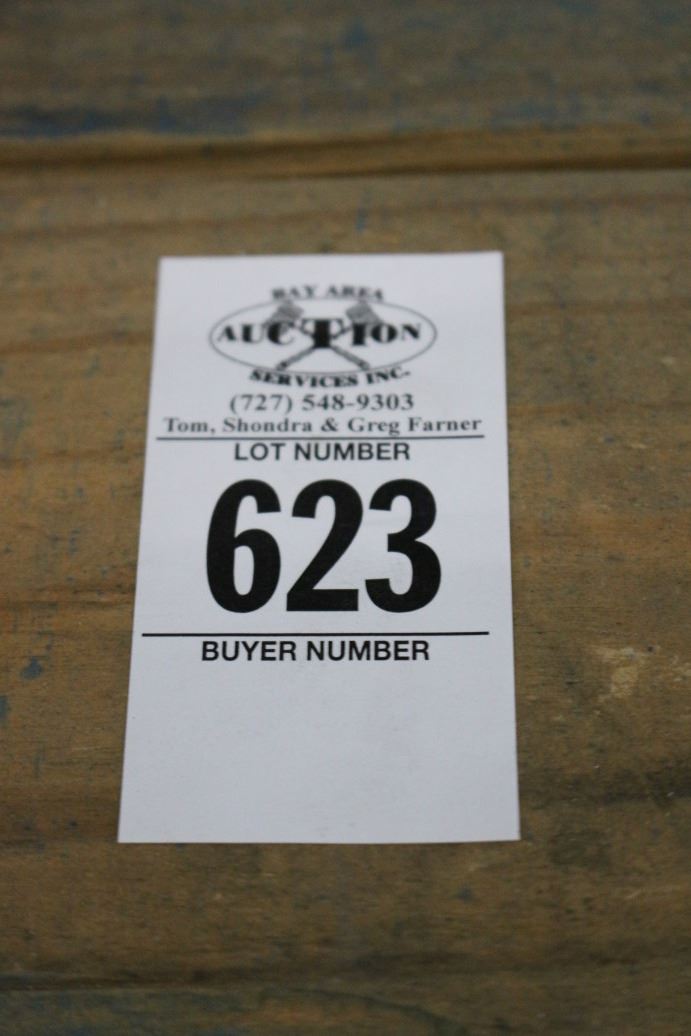 BAY AREA
AUCTION
SERVICES INC.
(727) 548-9303
Tom, Shondra & Greg Farner
LOT NUMBER
623
BUYER NUMBER